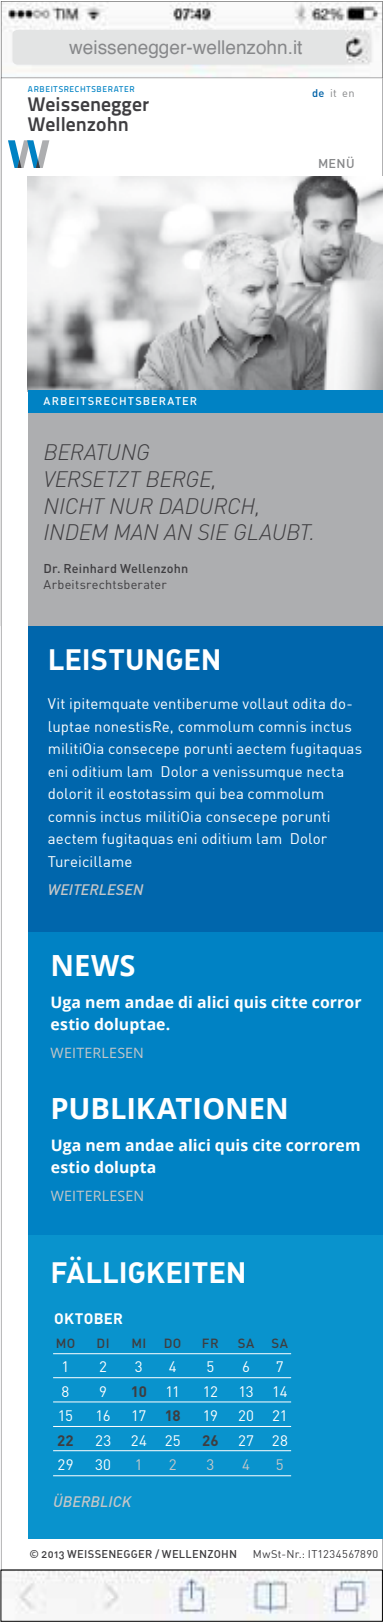 ●●●○○ TIM 07:49 62%
weissenegger-wellenzohn.it
ARBEITSRECHTSBERATER
Weissenegger
Wellenzohn
de it en
MENÜ
ARBEITSRECHTSBERATER
BERATUNG
VERSETZT BERGE,
NICHT NUR DADURCH,
INDEM MAN AN SIE GLAUBT.
Dr. Reinhard Wellenzohn
Arbeitsrechtsberater
LEISTUNGEN
Vit ipitemquate ventiberume vollaut odita do-
luptae nonestisRe, commolum comnis inctus
militiOia consecepe porunti aectem fugitaquas
eni oditium lam Dolor a venissumque necta
dolorit il eostotassim qui bea commolum
comnis inctus militiOia consecepe porunti
aectem fugitaquas eni oditium lam Dolor
Tureicillame
WEITERLESEN
NEWS
Uga nem andae di alici quis citte corror
estio doluptae.
WEITERLESEN
PUBLIKATIONEN
Uga nem andae alici quis cite corrorem
estio dolupta
WEITERLESEN
FÄLLIGKEITEN
OKTOBER
MO DI MI DO FR SA SA
1 2 3 4 5 6 7
8 9 10 11 12 13 14
15 16 17 18 19 20 21
22 23 24 25 26 27 28
29 30 1 2 3 4 5
ÜBERBLICK
© 2013 WEISSENEGGER / WELLENZOHN MwSt-Nr.: IT1234567890